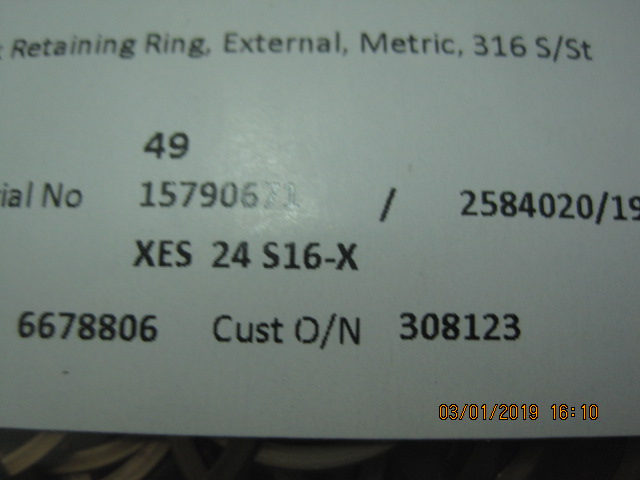 Retaining Ring, External, Metric, 316 S/St
49
ial No 15790671 / 2584020/19
XES 24 S16-X
6678806 Cust O/N 308123
03/01/2019 16:10